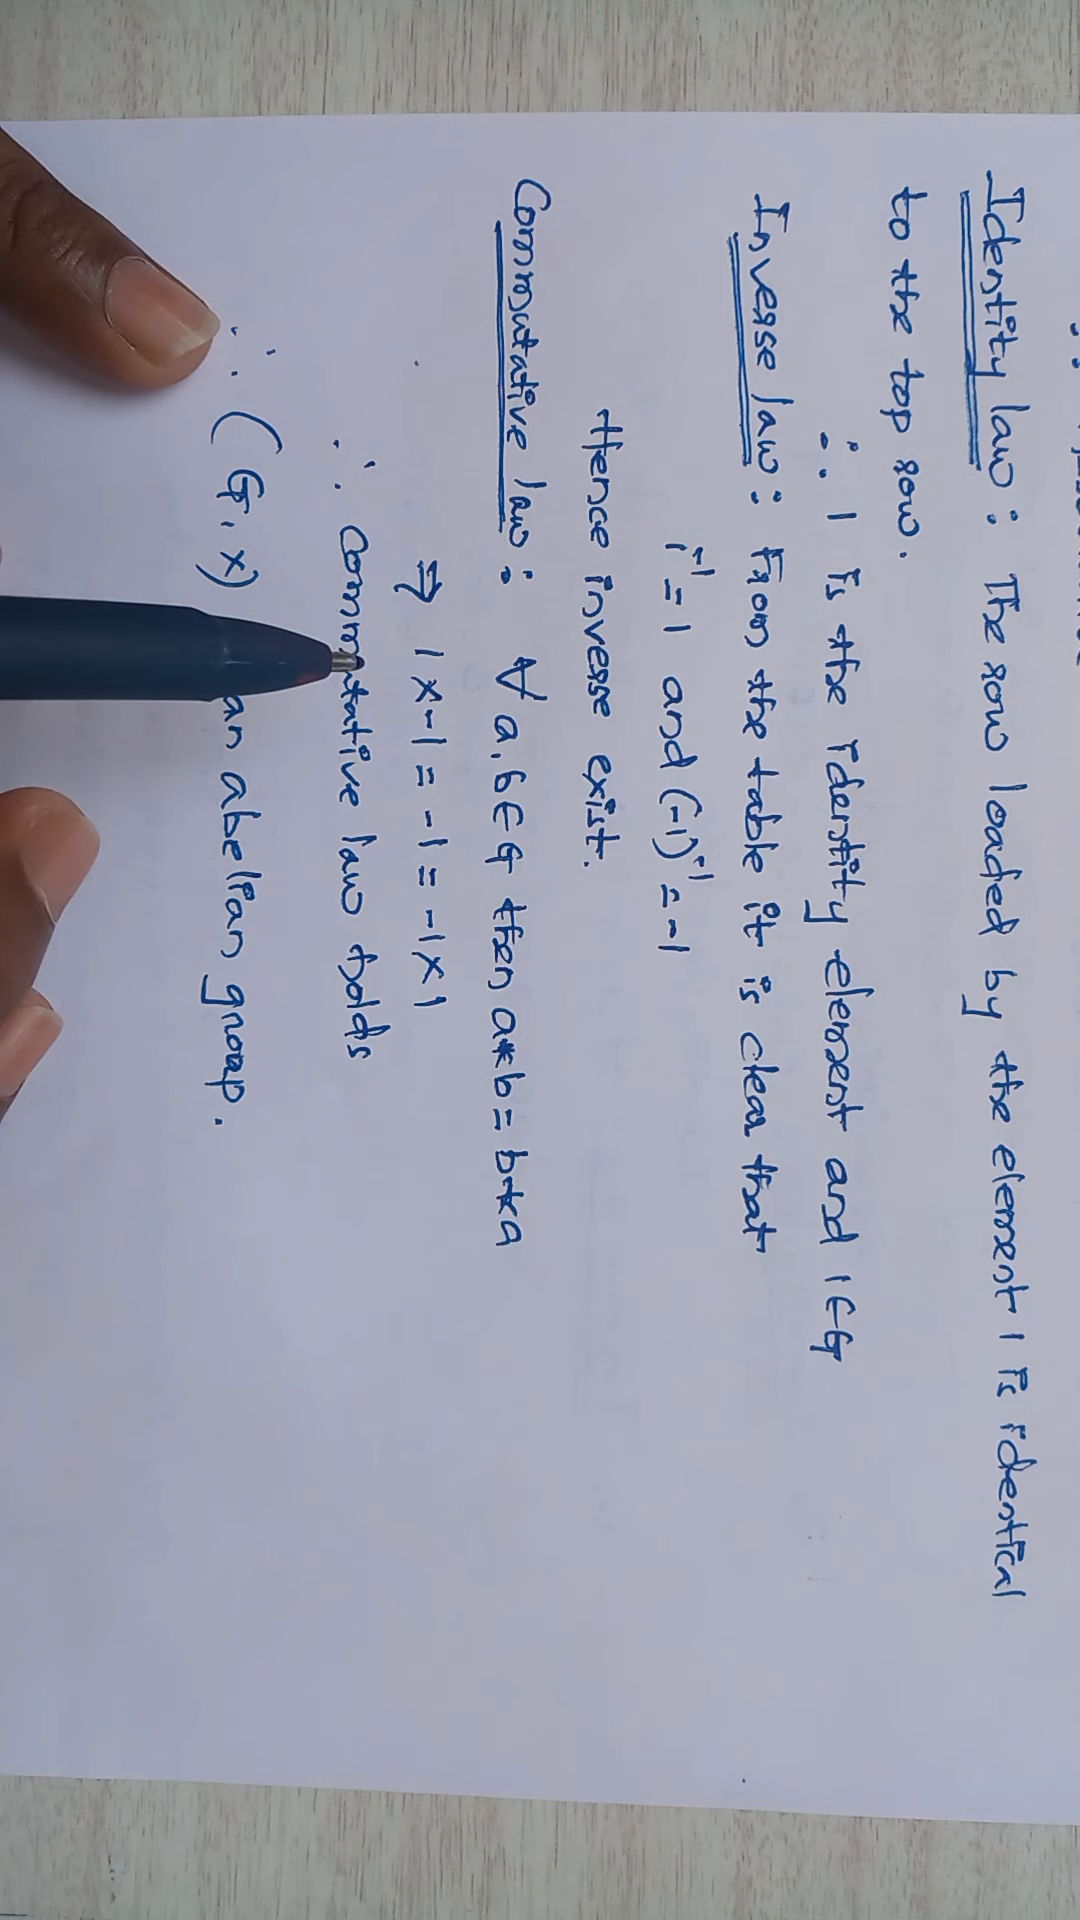 Identity law : The row loaded by the element 1 is identical
to the top row.
∴ 1 is the identity element and 1∈G
Inverse law : From the table it is clear that
1⁻¹ = 1 and (-1)⁻¹ = -1
Hence inverse exist.
Commutative law : ∀ a, b ∈ G then a*b = b*a
⇒ 1 × -1 = -1 = -1 × 1
∴ Commutative law holds
∴ (G, ×) an abelian group.